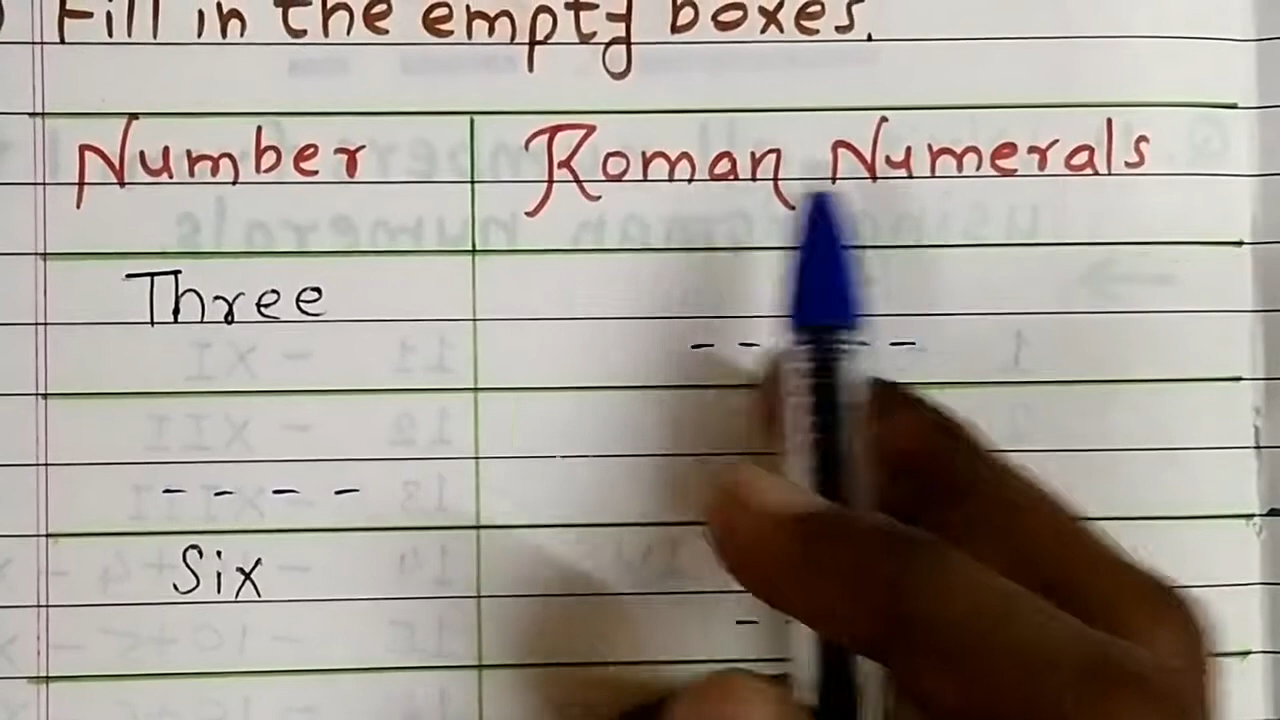 Fill in the empty boxes.
Number Roman Numerals
Three
- - - -
Six